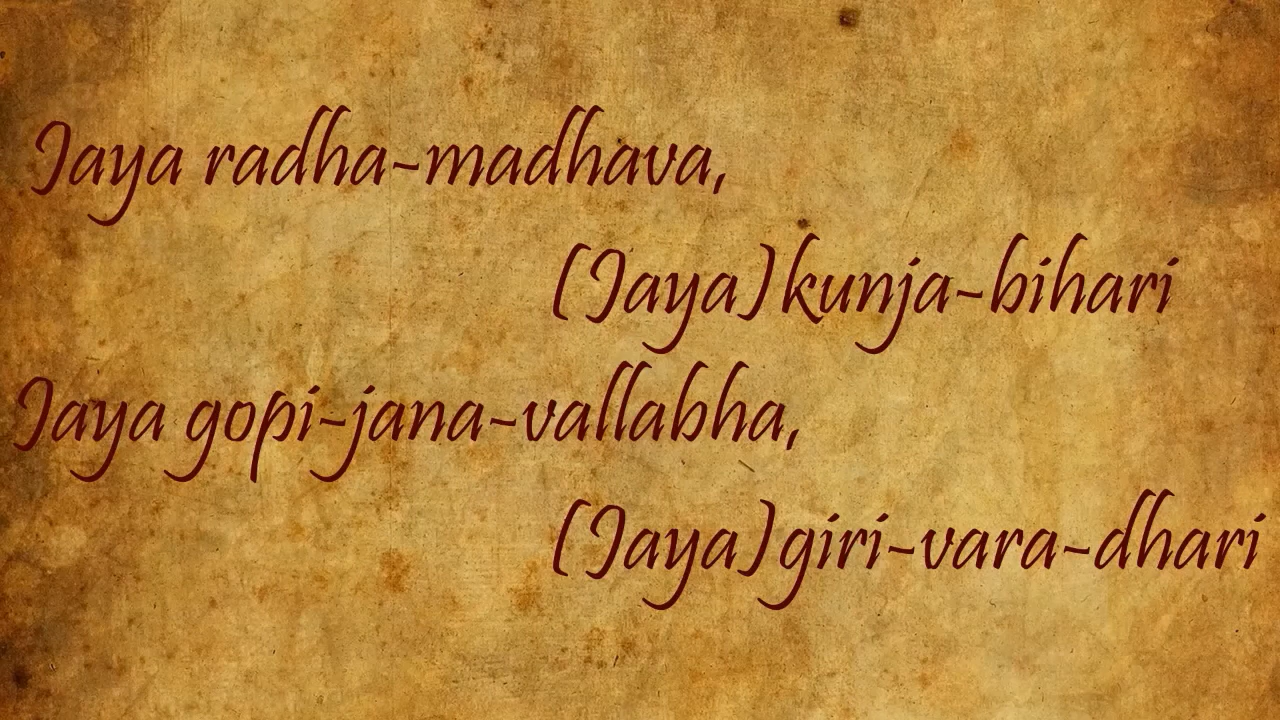 Jaya radha-madhava,
(Jaya)kunja-bihari
Jaya gopi-jana-vallabha,
(Jaya)giri-vara-dhari